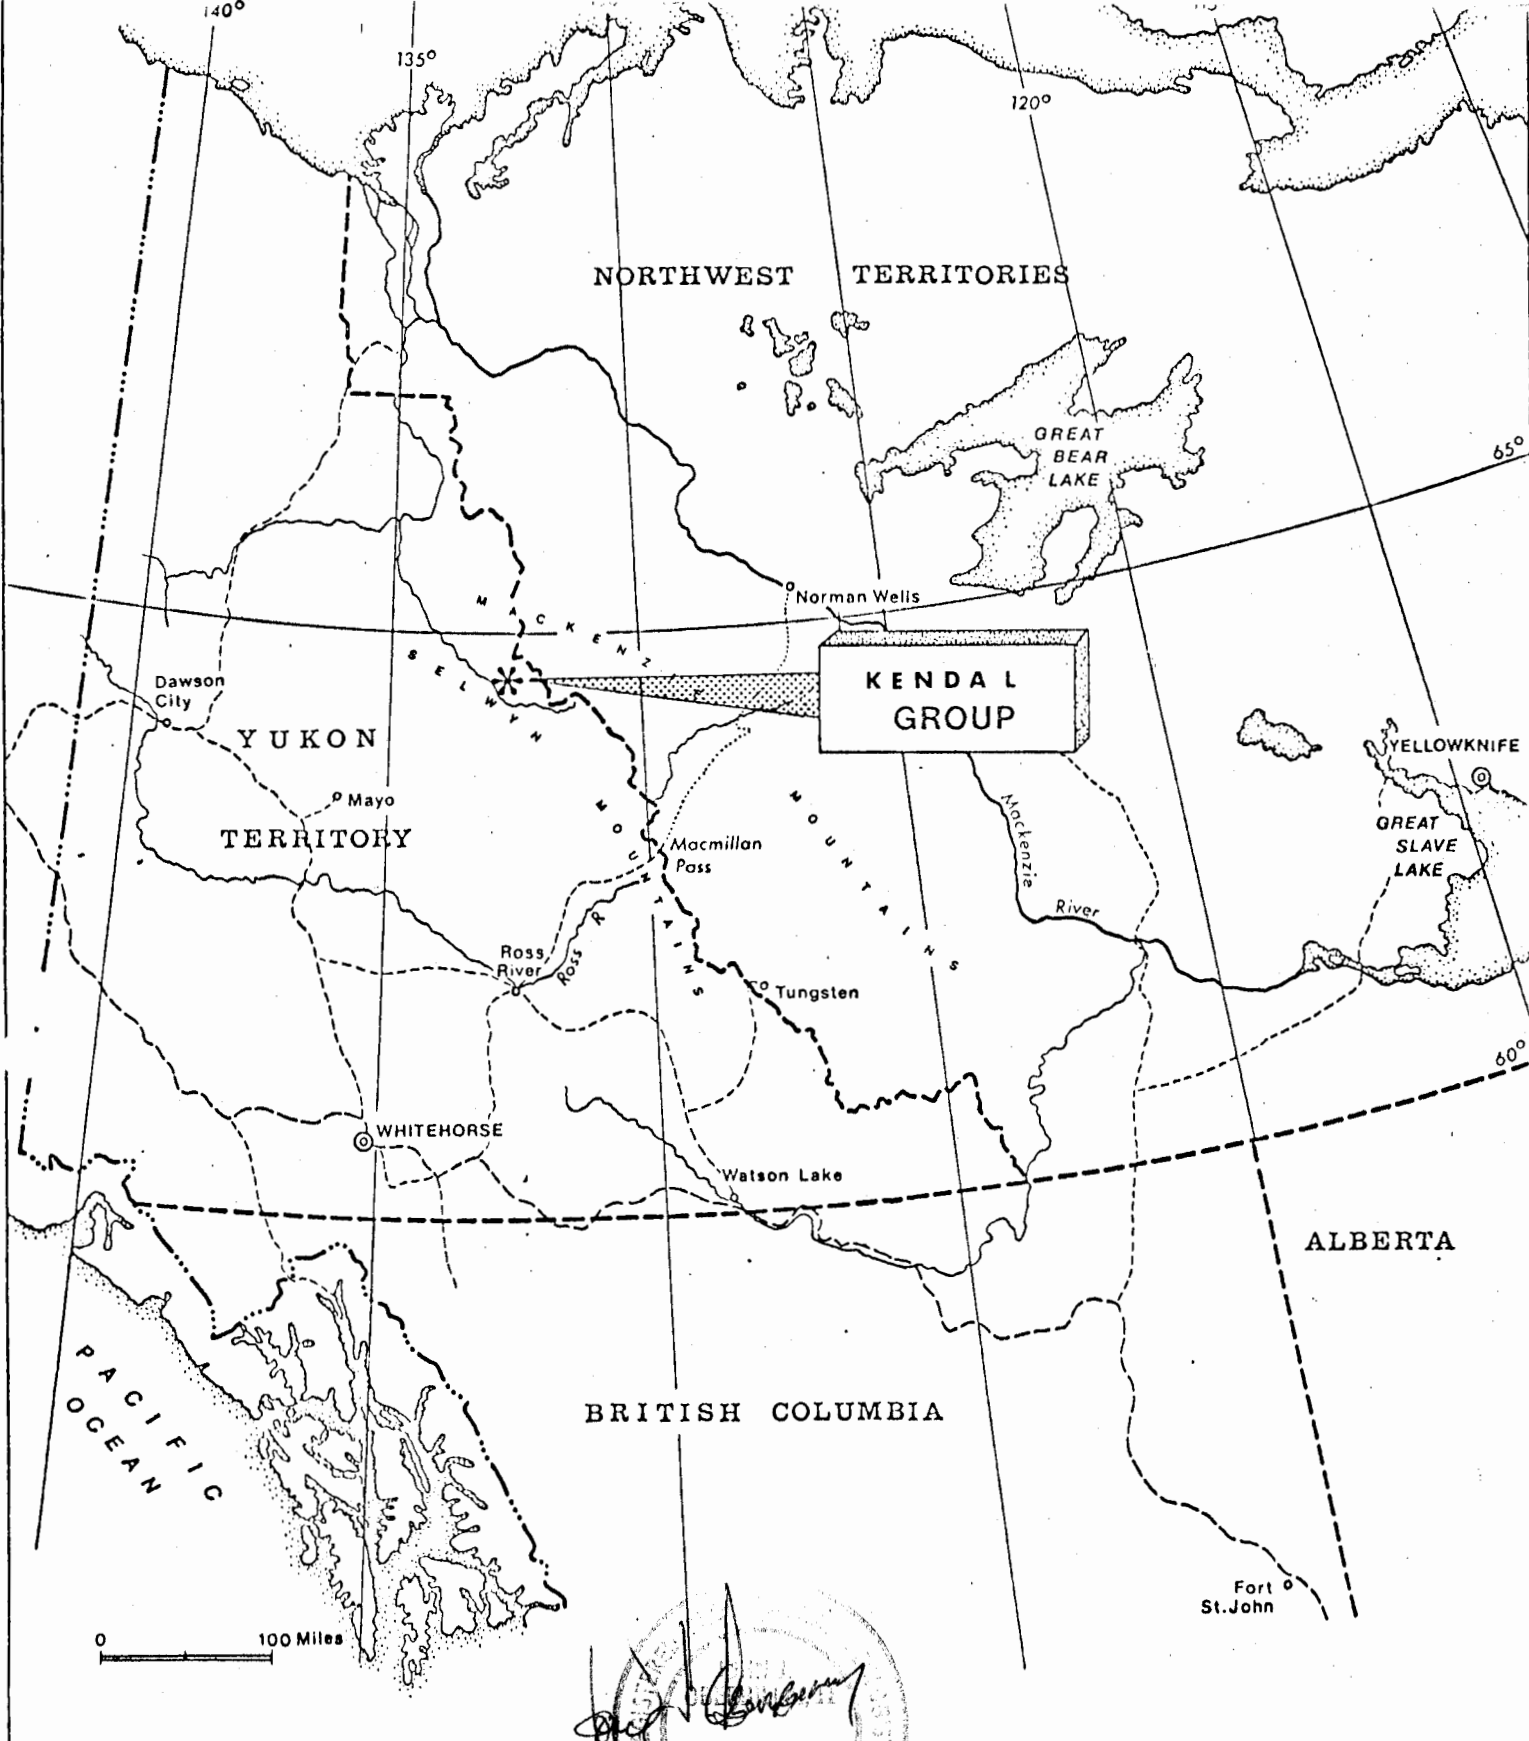 140°
135°
120°
NORTHWEST TERRITORIES
GREAT
BEAR
LAKE
65°
Norman Wells
MACKENZIE
SELWYN
KENDAL
GROUP
Dawson
City
YUKON
Mayo
TERRITORY
YELLOWKNIFE
GREAT
SLAVE
LAKE
Macmillan
Pass
MOUNTAINS
MOUNTAINS
Mackenzie
River
Ross
River
Ross R
Tungsten
60°
WHITEHORSE
Watson Lake
ALBERTA
PACIFIC
OCEAN
BRITISH COLUMBIA
Fort
St. John
0 100 Miles